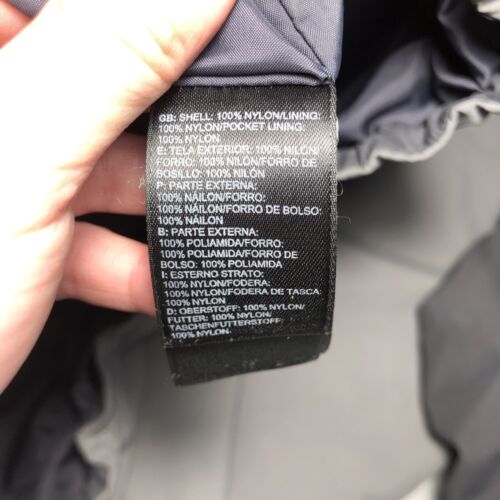 GB: SHELL: 100% NYLON/LINING:
100% NYLON/POCKET LINING:
100% NYLON
E: TELA EXTERIOR: 100% NILÓN/
FORRO: 100% NILÓN/FORRO DE
BOSILLO: 100% NILÓN
P: PARTE EXTERNA:
100% NÁILON/FORRO:
100% NÁILON/FORRO DE BOLSO:
100% NÁILON
B: PARTE EXTERNA:
100% POLIAMIDA/FORRO:
100% POLIAMIDA/FORRO DE
BOLSO: 100% POLIAMIDA
I: ESTERNO STRATO:
100% NYLON/FODERA:
100% NYLON/FODERA DE TASCA:
100% NYLON
D: OBERSTOFF: 100% NYLON/
FUTTER: 100% NYLON/
TASCHENFUTTERSTOFF:
100% NYLON.